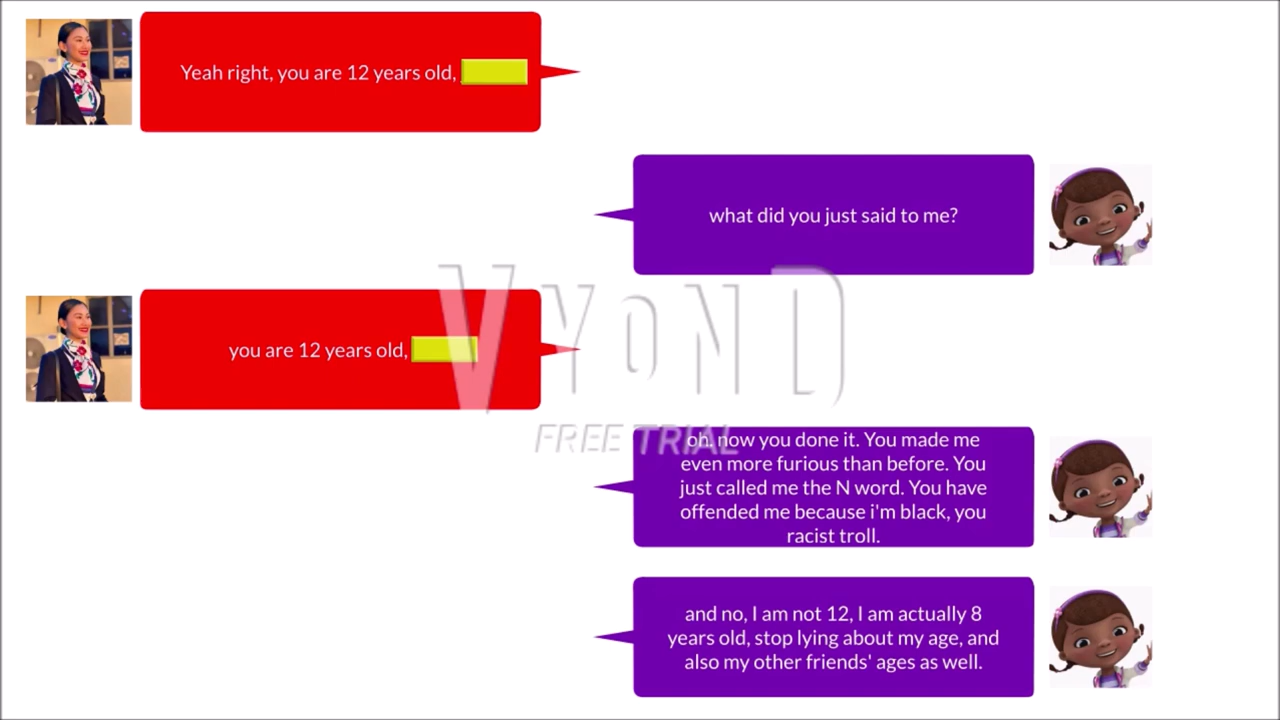 Yeah right, you are 12 years old,
what did you just said to me?
you are 12 years old,
VYOND
FREE TRIAL
oh. now you done it. You made me
even more furious than before. You
just called me the N word. You have
offended me because i'm black, you
racist troll.
and no, I am not 12, I am actually 8
years old, stop lying about my age, and
also my other friends' ages as well.